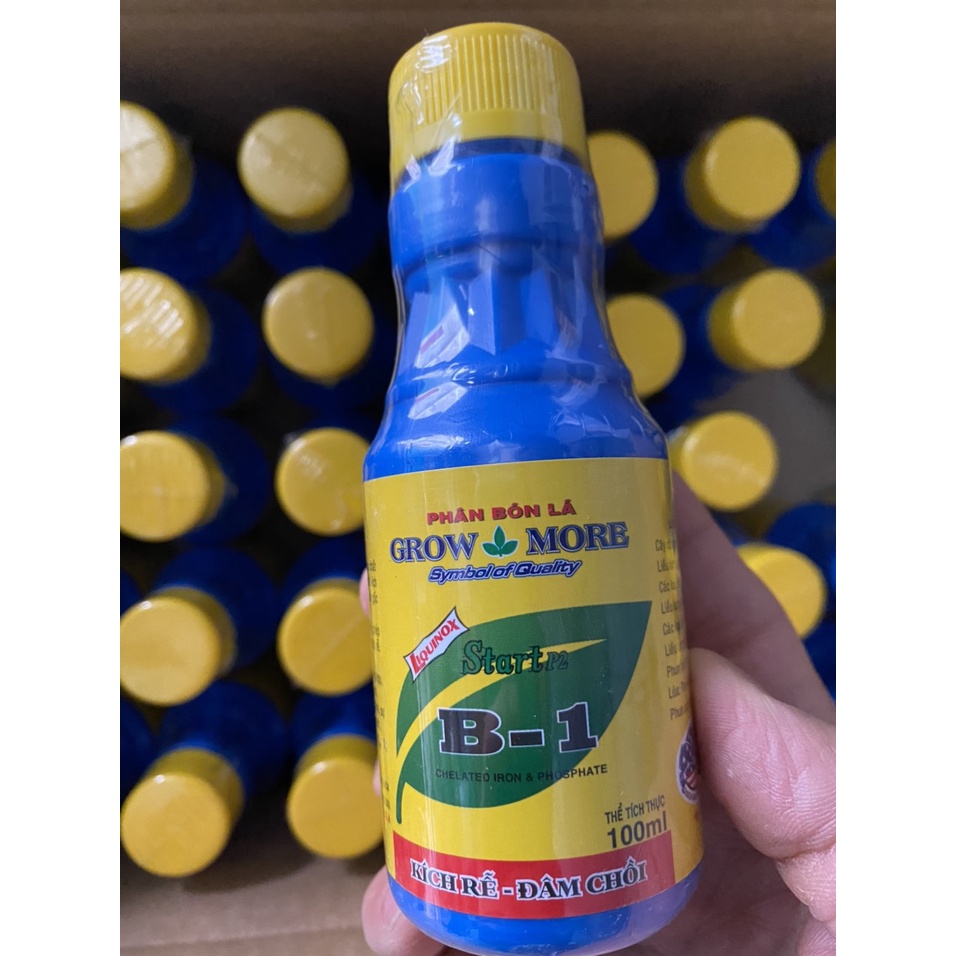 PHÂN BÓN LÁ
GROW MORE
Symbol of Quality
LIQUINOX
Start P2
B-1
CHELATED IRON & PHOSPHATE
THỂ TÍCH THỰC
100ml
KÍCH RỄ - ĐÂM CHỒI